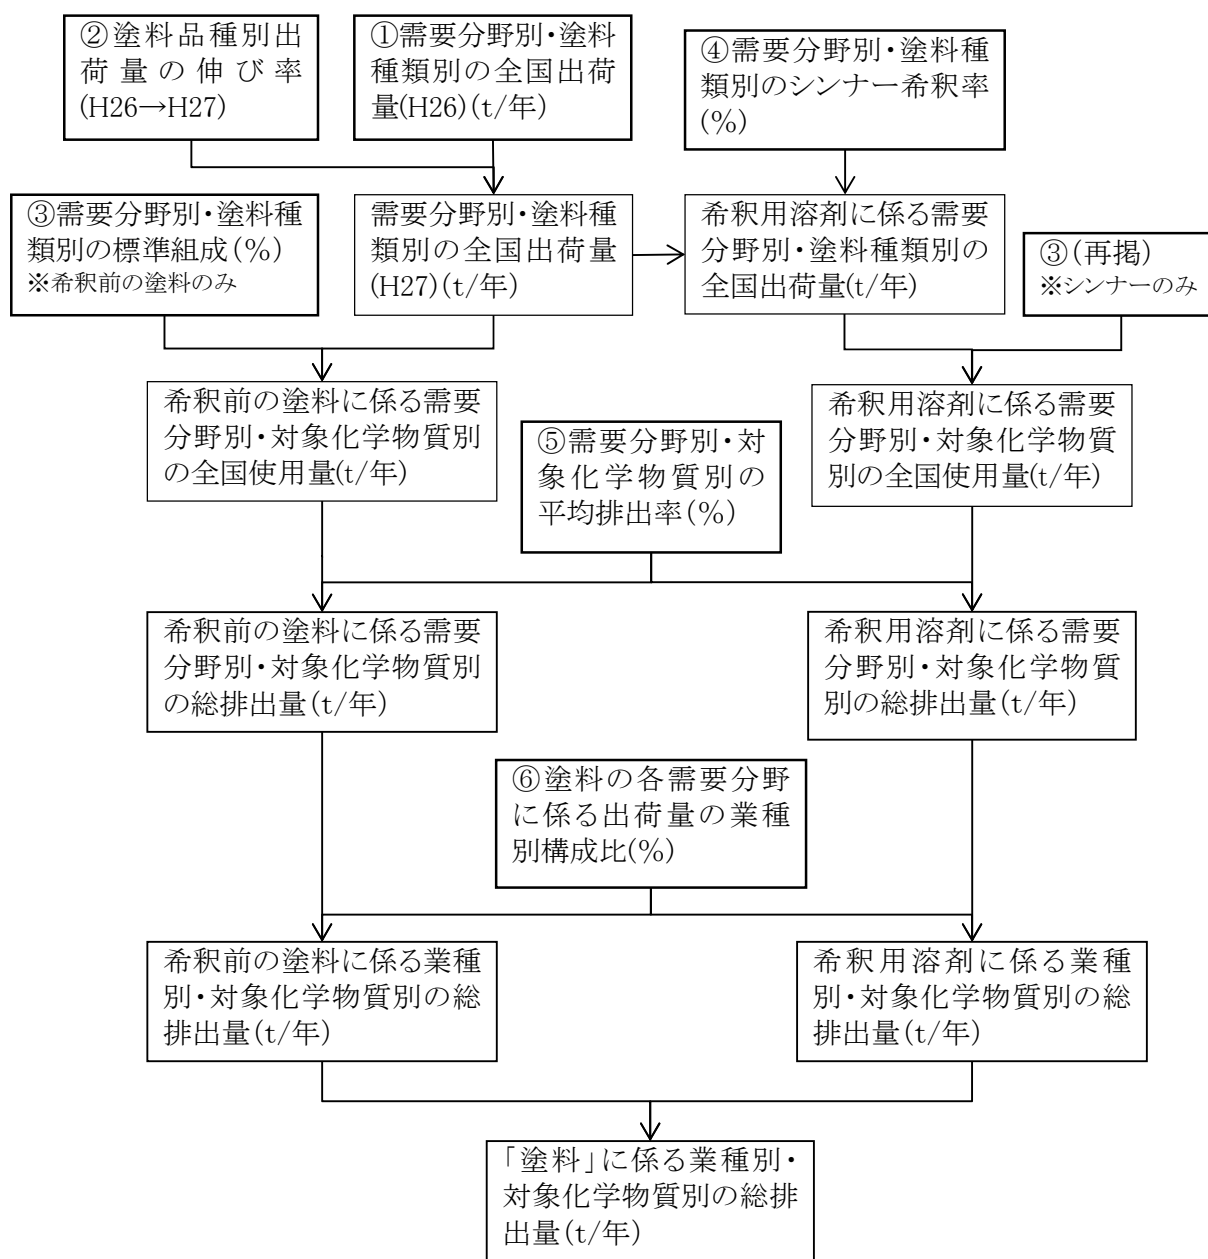 ②塗料品種別出
荷量の伸び率
(H26→H27)
①需要分野別・塗料
種類別の全国出荷
量(H26)(t/年)
④需要分野別・塗料種
類別のシンナー希釈率
(%)
③需要分野別・塗料種
類別の標準組成(%)
※希釈前の塗料のみ
需要分野別・塗料種
類別の全国出荷量
(H27)(t/年)
希釈用溶剤に係る需要
分野別・塗料種類別の
全国出荷量(t/年)
③(再掲)
※シンナーのみ
希釈前の塗料に係る需要
分野別・対象化学物質別
の全国使用量(t/年)
⑤需要分野別・対
象化学物質別の
平均排出率(%)
希釈用溶剤に係る需要
分野別・対象化学物質
別の全国使用量(t/年)
希釈前の塗料に係る需要
分野別・対象化学物質別
の総排出量(t/年)
希釈用溶剤に係る需要
分野別・対象化学物質
別の総排出量(t/年)
⑥塗料の各需要分野
に係る出荷量の業種
別構成比(%)
希釈前の塗料に係る業種
別・対象化学物質別の総
排出量(t/年)
希釈用溶剤に係る業種
別・対象化学物質別の総
排出量(t/年)
「塗料」に係る業種別・
対象化学物質別の総排
出量(t/年)